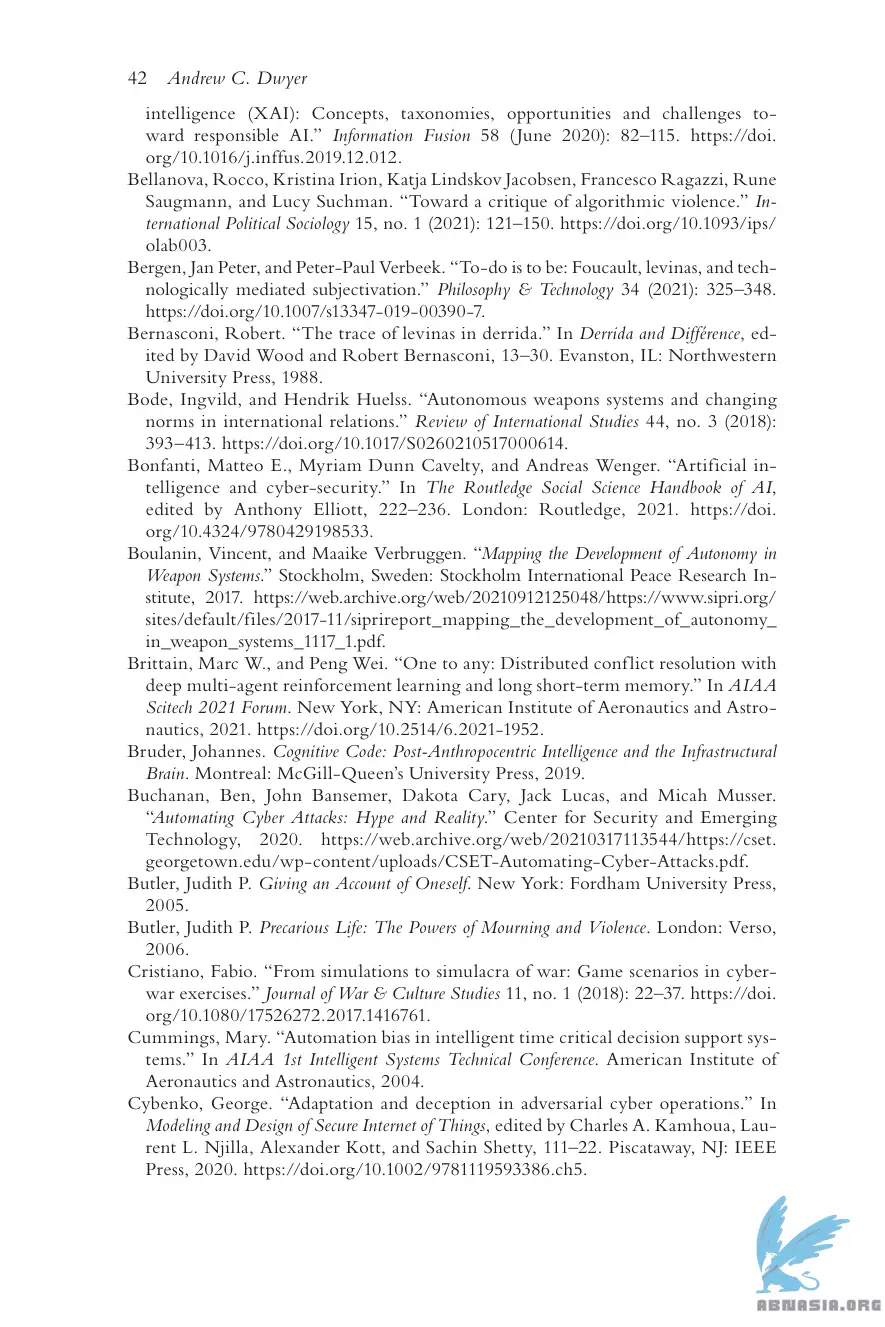 42 Andrew C. Dwyer
intelligence (XAI): Concepts, taxonomies, opportunities and challenges to-
ward responsible AI.” Information Fusion 58 (June 2020): 82–115. https://doi.
org/10.1016/j.inffus.2019.12.012.
Bellanova, Rocco, Kristina Irion, Katja Lindskov Jacobsen, Francesco Ragazzi, Rune
Saugmann, and Lucy Suchman. “Toward a critique of algorithmic violence.” In-
ternational Political Sociology 15, no. 1 (2021): 121–150. https://doi.org/10.1093/ips/
olab003.
Bergen, Jan Peter, and Peter-Paul Verbeek. “To-do is to be: Foucault, levinas, and tech-
nologically mediated subjectivation.” Philosophy & Technology 34 (2021): 325–348.
https://doi.org/10.1007/s13347-019-00390-7.
Bernasconi, Robert. “The trace of levinas in derrida.” In Derrida and Différence, ed-
ited by David Wood and Robert Bernasconi, 13–30. Evanston, IL: Northwestern
University Press, 1988.
Bode, Ingvild, and Hendrik Huelss. “Autonomous weapons systems and changing
norms in international relations.” Review of International Studies 44, no. 3 (2018):
393–413. https://doi.org/10.1017/S0260210517000614.
Bonfanti, Matteo E., Myriam Dunn Cavelty, and Andreas Wenger. “Artificial in-
telligence and cyber-security.” In The Routledge Social Science Handbook of AI,
edited by Anthony Elliott, 222–236. London: Routledge, 2021. https://doi.
org/10.4324/9780429198533.
Boulanin, Vincent, and Maaike Verbruggen. “Mapping the Development of Autonomy in
Weapon Systems.” Stockholm, Sweden: Stockholm International Peace Research In-
stitute, 2017. https://web.archive.org/web/20210912125048/https://www.sipri.org/
sites/default/files/2017-11/siprireport_mapping_the_development_of_autonomy_
in_weapon_systems_1117_1.pdf.
Brittain, Marc W., and Peng Wei. “One to any: Distributed conflict resolution with
deep multi-agent reinforcement learning and long short-term memory.” In AIAA
Scitech 2021 Forum. New York, NY: American Institute of Aeronautics and Astro-
nautics, 2021. https://doi.org/10.2514/6.2021-1952.
Bruder, Johannes. Cognitive Code: Post-Anthropocentric Intelligence and the Infrastructural
Brain. Montreal: McGill-Queen’s University Press, 2019.
Buchanan, Ben, John Bansemer, Dakota Cary, Jack Lucas, and Micah Musser.
“Automating Cyber Attacks: Hype and Reality.” Center for Security and Emerging
Technology, 2020. https://web.archive.org/web/20210317113544/https://cset.
georgetown.edu/wp-content/uploads/CSET-Automating-Cyber-Attacks.pdf.
Butler, Judith P. Giving an Account of Oneself. New York: Fordham University Press,
2005.
Butler, Judith P. Precarious Life: The Powers of Mourning and Violence. London: Verso,
2006.
Cristiano, Fabio. “From simulations to simulacra of war: Game scenarios in cyber-
war exercises.” Journal of War & Culture Studies 11, no. 1 (2018): 22–37. https://doi.
org/10.1080/17526272.2017.1416761.
Cummings, Mary. “Automation bias in intelligent time critical decision support sys-
tems.” In AIAA 1st Intelligent Systems Technical Conference. American Institute of
Aeronautics and Astronautics, 2004.
Cybenko, George. “Adaptation and deception in adversarial cyber operations.” In
Modeling and Design of Secure Internet of Things, edited by Charles A. Kamhoua, Lau-
rent L. Njilla, Alexander Kott, and Sachin Shetty, 111–22. Piscataway, NJ: IEEE
Press, 2020. https://doi.org/10.1002/9781119593386.ch5.
ABNASIA.ORG